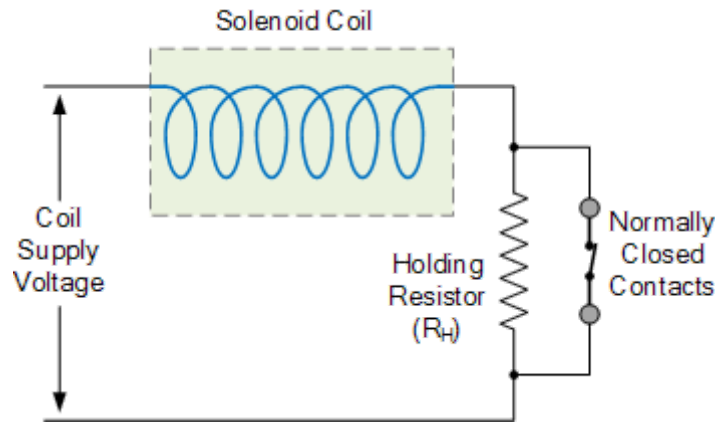 Solenoid Coil
Coil
Supply
Voltage
Holding
Resistor
(RH)
Normally
Closed
Contacts